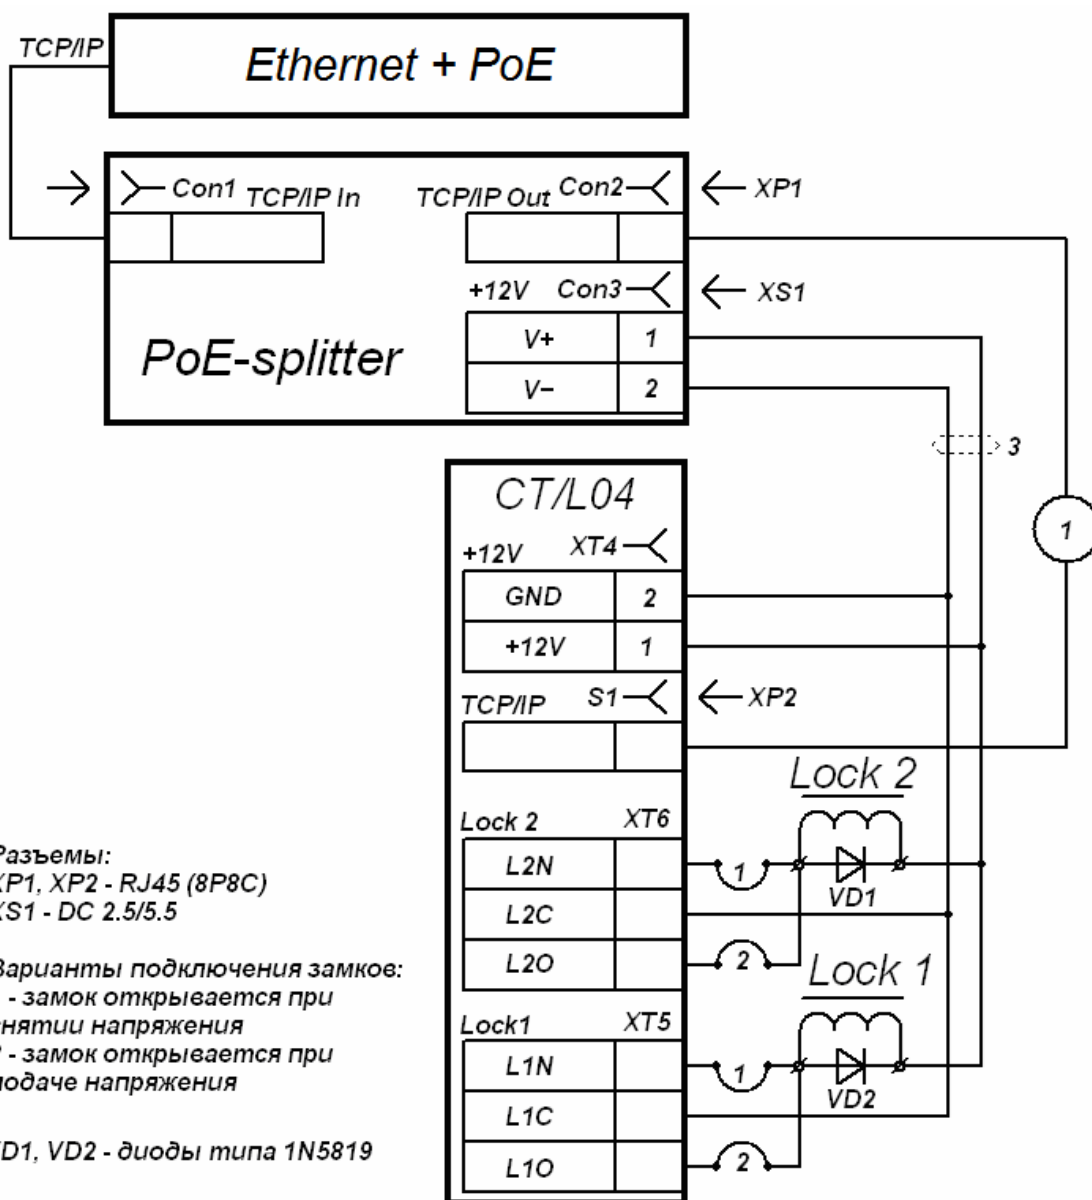 TCP/IP
Ethernet + PoE
Con1 TCP/IP In
TCP/IP Out Con2
XP1
+12V Con3
XS1
PoE-splitter
V+ 1
V– 2
3
CT/L04
1
+12V XT4
GND 2
+12V 1
TCP/IP S1
XP2
Lock 2
Lock 2 XT6
L2N
1
VD1
L2C
L2O
2
Lock 1
Lock1 XT5
L1N
1
VD2
L1C
L1O
2
Разъемы:
XP1, XP2 - RJ45 (8P8C)
XS1 - DC 2.5/5.5
Варианты подключения замков:
- замок открывается при
снятии напряжения
2 - замок открывается при
подаче напряжения
VD1, VD2 - диоды типа 1N5819